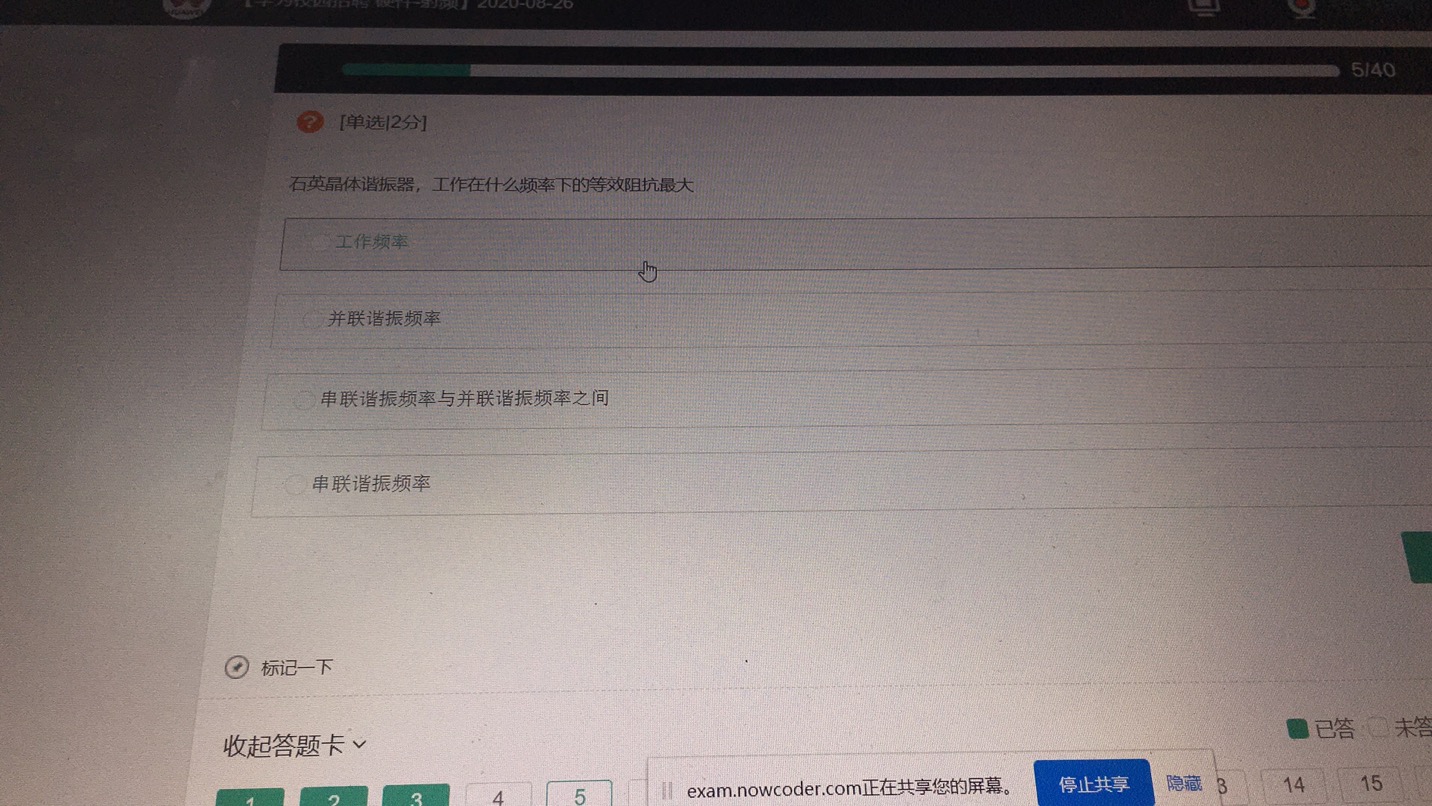 【华为校园招聘-硬件-射频】2020-08-26
5/40
[单选|2分]
石英晶体谐振器，工作在什么频率下的等效阻抗最大
工作频率
并联谐振频率
串联谐振频率与并联谐振频率之间
串联谐振频率
标记一下
收起答题卡
已答 未答
1 2 3 4 5 14 15
exam.nowcoder.com正在共享您的屏幕。 停止共享 隐藏